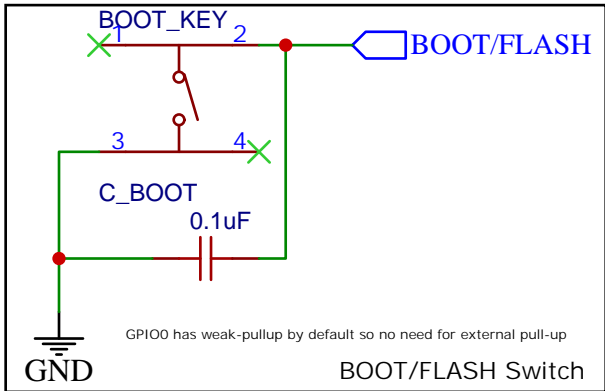 BOOT_KEY
1 2
BOOT/FLASH
3 4
C_BOOT
0.1uF
GPIO0 has weak-pullup by default so no need for external pull-up
GND
BOOT/FLASH Switch